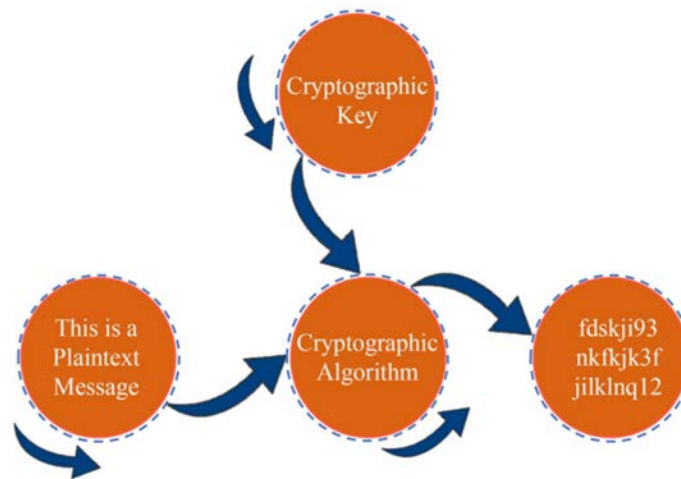 Cryptographic
Key
This is a
Plaintext
Message
Cryptographic
Algorithm
fdskji93
nkfkjk3f
jilklnq12